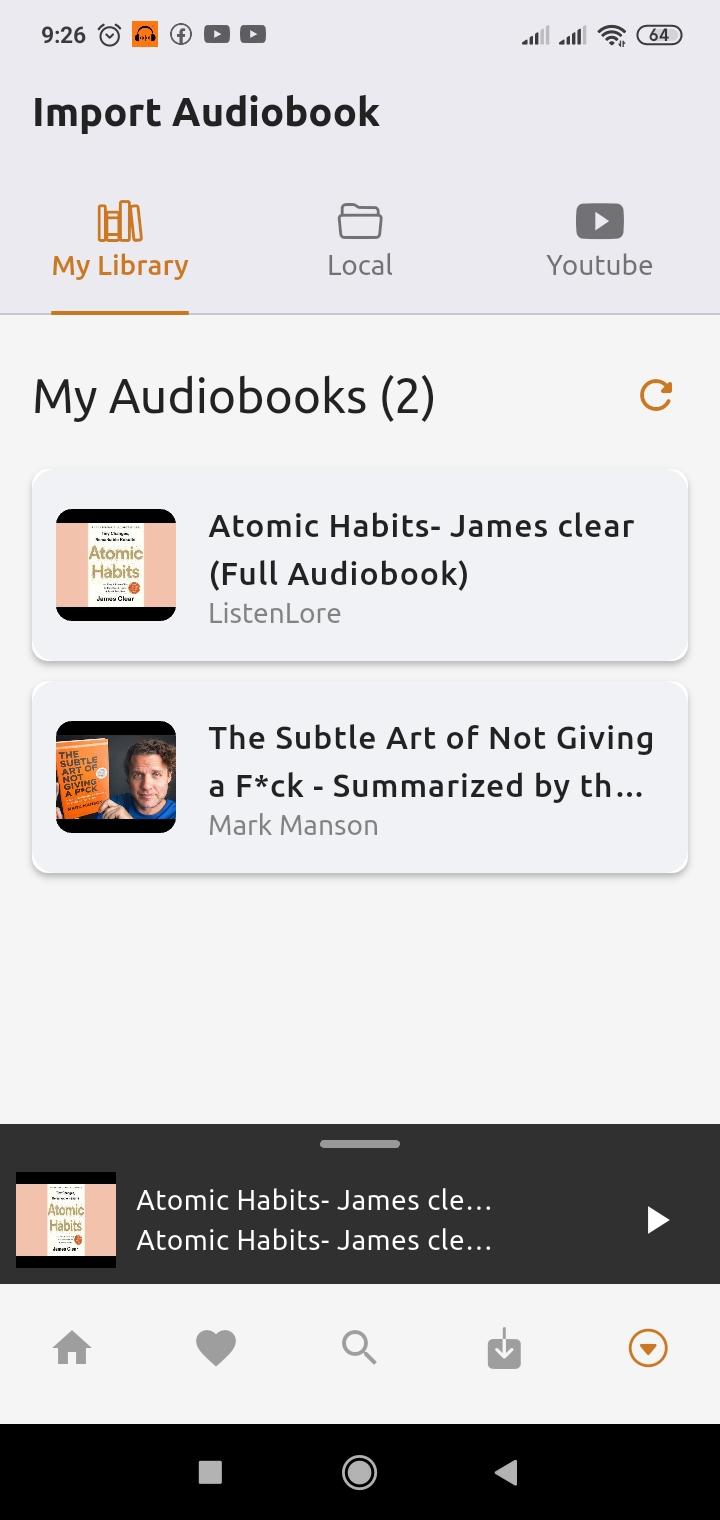 9:26
64
Import Audiobook
My Library
Local
Youtube
My Audiobooks (2)
Atomic
Habits
James Clear
Atomic Habits- James clear
(Full Audiobook)
ListenLore
THE
SUBTLE
ART OF
NOT
GIVING
A F*CK
MARK MANSON
The Subtle Art of Not Giving
a F*ck - Summarized by th...
Mark Manson
Atomic
Habits
James Clear
Atomic Habits- James cle...
Atomic Habits- James cle...